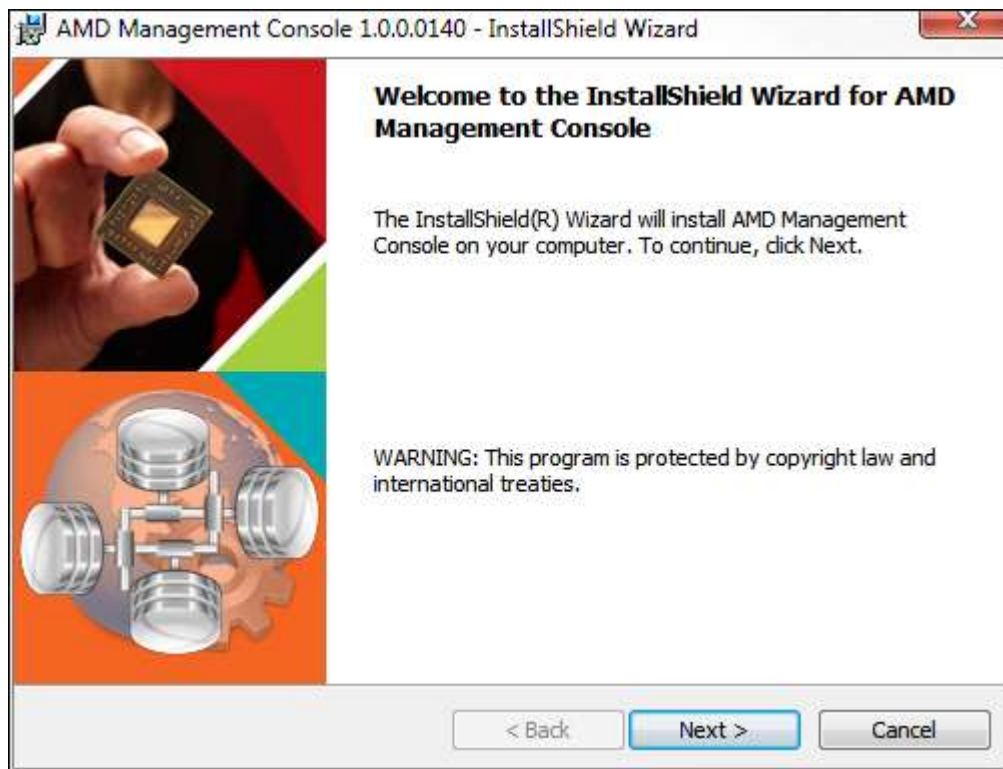 AMD Management Console 1.0.0.0140 - InstallShield Wizard
Welcome to the InstallShield Wizard for AMD
Management Console
The InstallShield(R) Wizard will install AMD Management
Console on your computer. To continue, click Next.
WARNING: This program is protected by copyright law and
international treaties.
< Back Next > Cancel